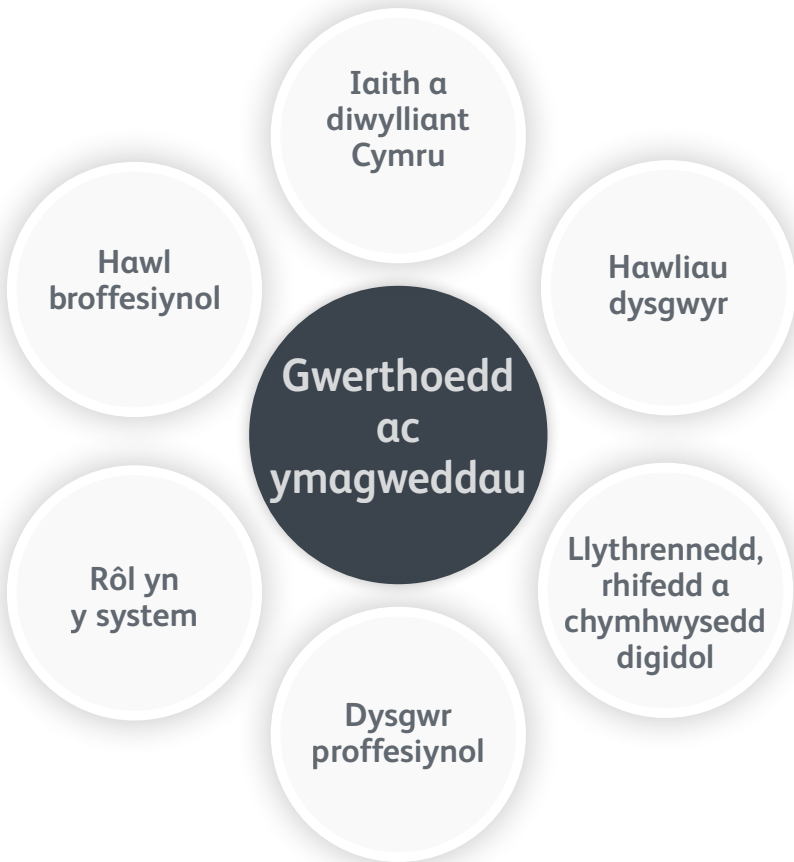 Iaith a
diwylliant
Cymru
Hawl
broffesiynol
Hawliau
dysgwyr
Gwerthoedd
ac
ymagweddau
Rôl yn
y system
Llythrennedd,
rhifedd a
chymhwysedd
digidol
Dysgwr
proffesiynol